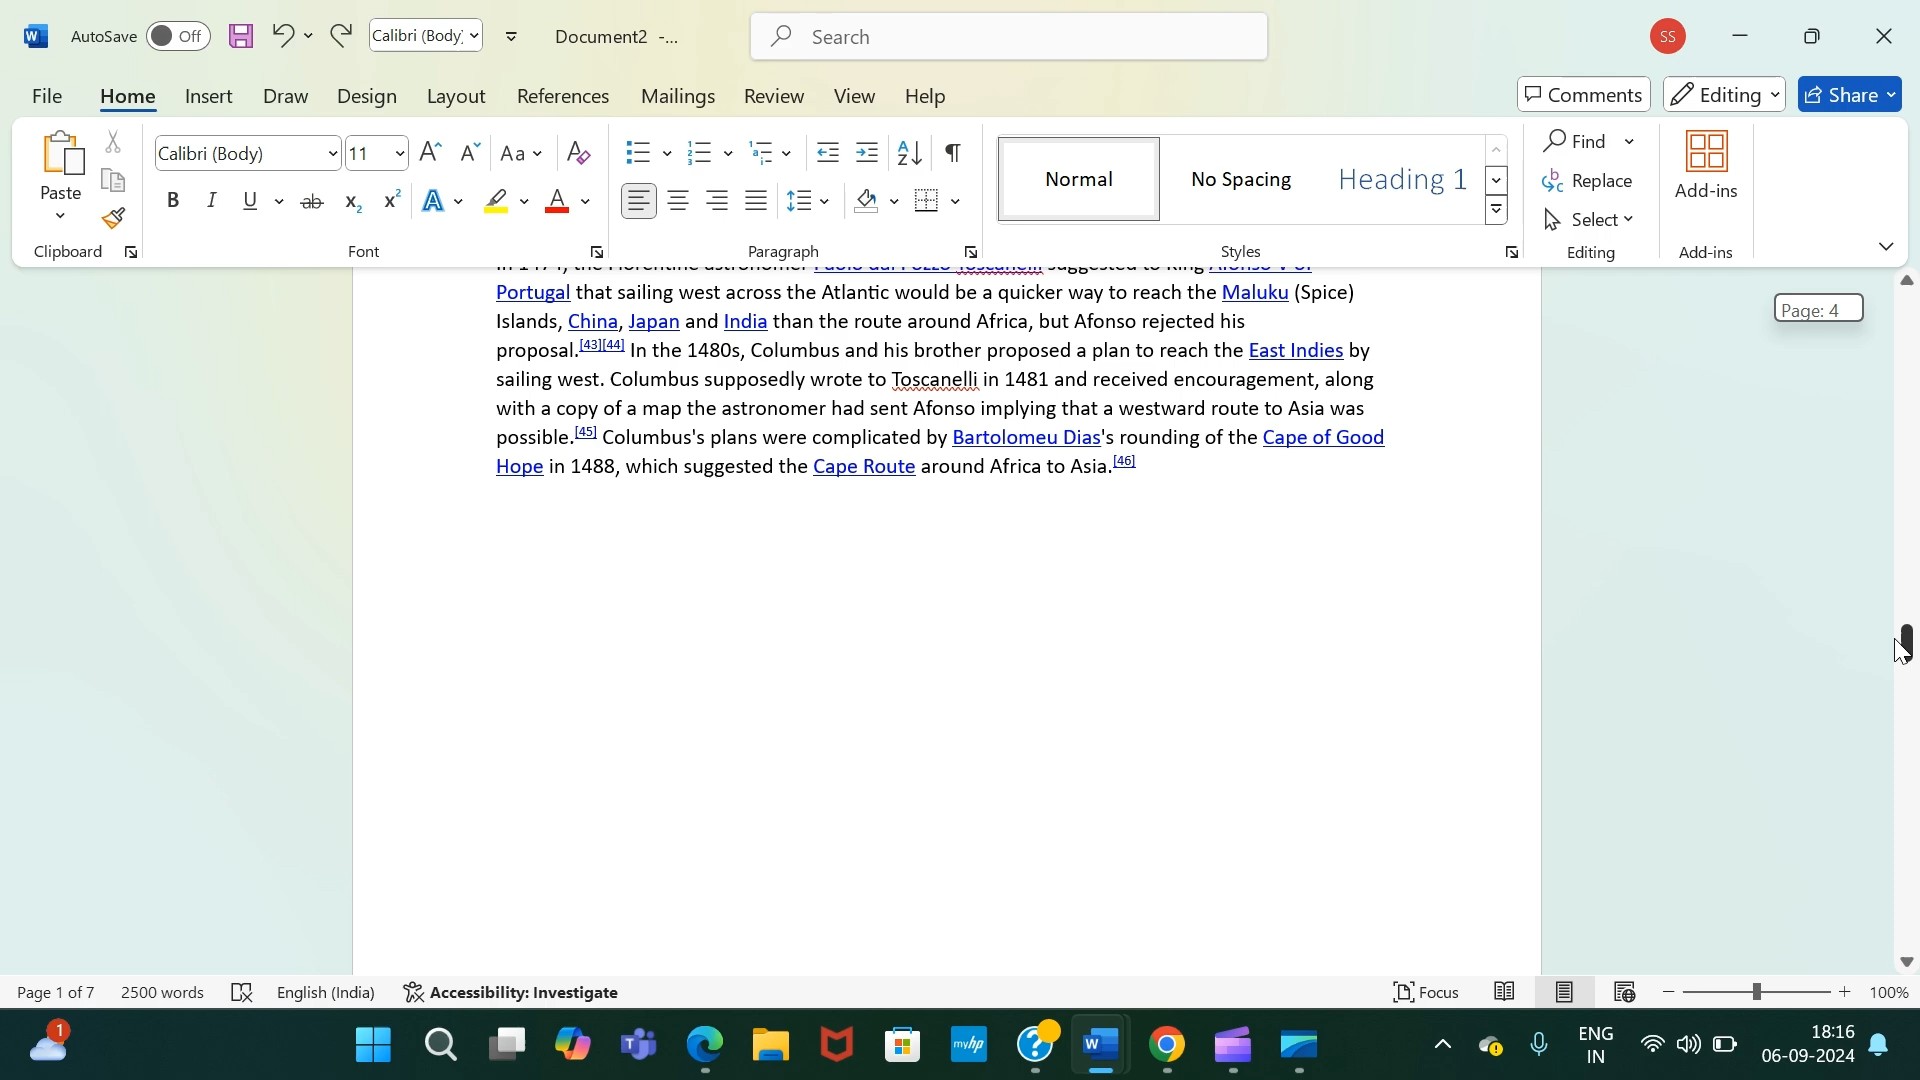 AutoSave Off Calibri (Body) Document2 -... Search SS
File Home Insert Draw Design Layout References Mailings Review View Help Comments Editing Share
Paste Calibri (Body) 11 Normal No Spacing Heading 1 Find Replace Select Add-ins
Clipboard Font Paragraph Styles Editing Add-ins
Portugal that sailing west across the Atlantic would be a quicker way to reach the Maluku (Spice)
Page: 4
Islands, China, Japan and India than the route around Africa, but Afonso rejected his
proposal.[43][44] In the 1480s, Columbus and his brother proposed a plan to reach the East Indies by
sailing west. Columbus supposedly wrote to Toscanelli in 1481 and received encouragement, along
with a copy of a map the astronomer had sent Afonso implying that a westward route to Asia was
possible.[45] Columbus's plans were complicated by Bartolomeu Dias's rounding of the Cape of Good
Hope in 1488, which suggested the Cape Route around Africa to Asia.[46]
Page 1 of 7 2500 words English (India) Accessibility: Investigate Focus 100%
1 myhp ENG IN 18:16 06-09-2024